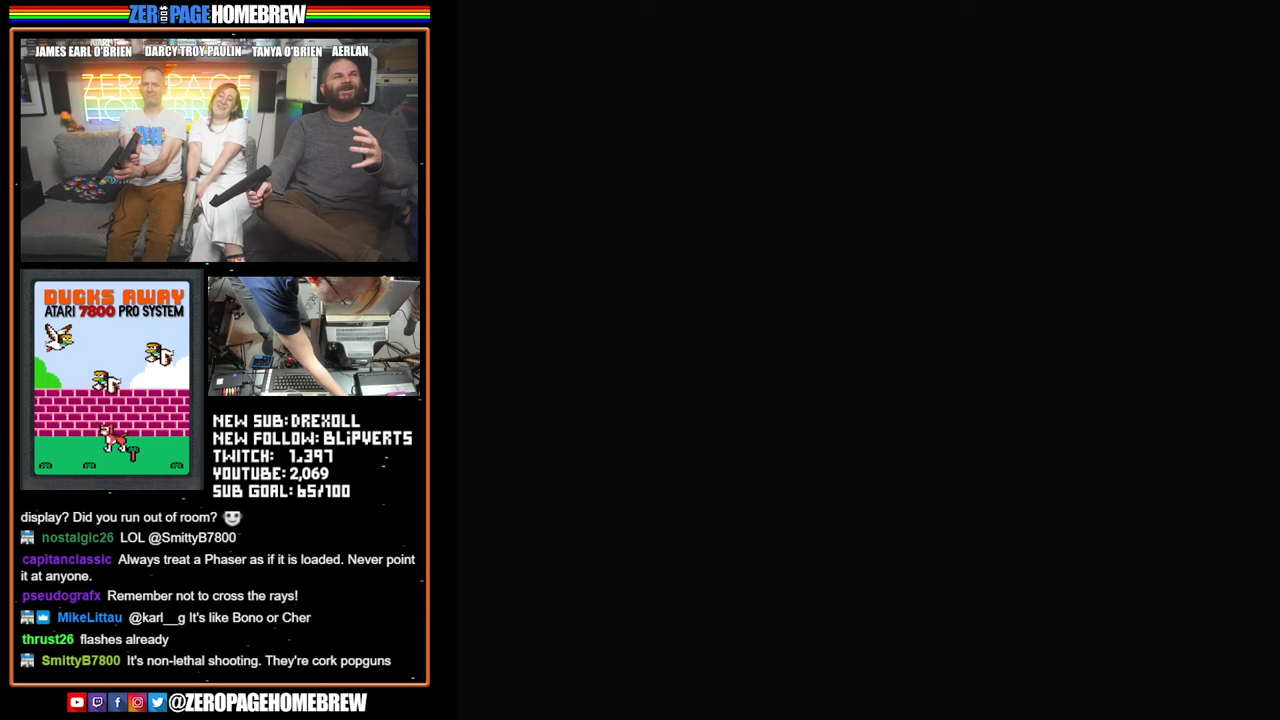 ZERO PAGE HOMEBREW
JAMES EARL O'BRIEN DARCY TROY PAULIN TANYA O'BRIEN AERLAN
ZERO PAGE
HOMEBREW
DUCKS AWAY
ATARI 7800 PRO SYSTEM
NEW SUB: DREXOLL
NEW FOLLOW: BLIPVERTS
TWITCH: 1,397
YOUTUBE: 2,069
SUB GOAL: 65/100
display? Did you run out of room?
nostalgic26 LOL @SmittyB7800
capitanclassic Always treat a Phaser as if it is loaded. Never point
it at anyone.
pseudografx Remember not to cross the rays!
MikeLittau @karl__g It's like Bono or Cher
thrust26 flashes already
SmittyB7800 It's non-lethal shooting. They're cork popguns
@ZEROPAGEHOMEBREW